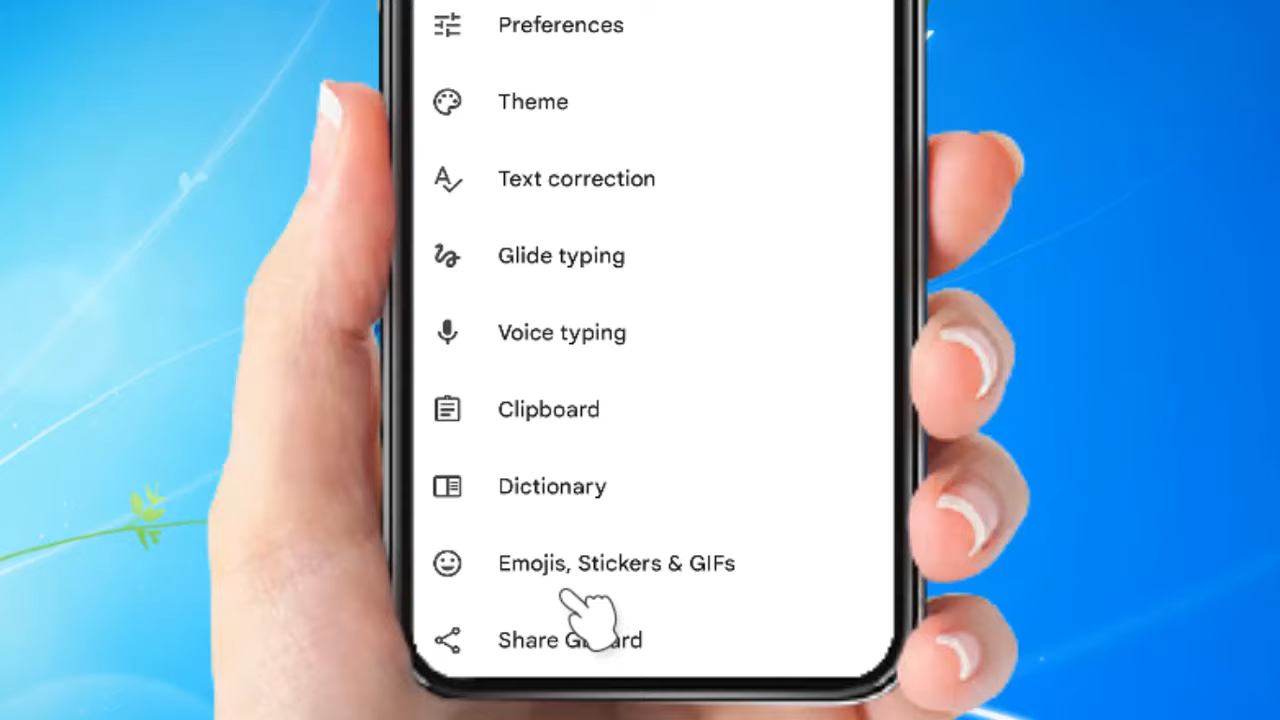 Preferences
Theme
Text correction
Glide typing
Voice typing
Clipboard
Dictionary
Emojis, Stickers & GIFs
Share